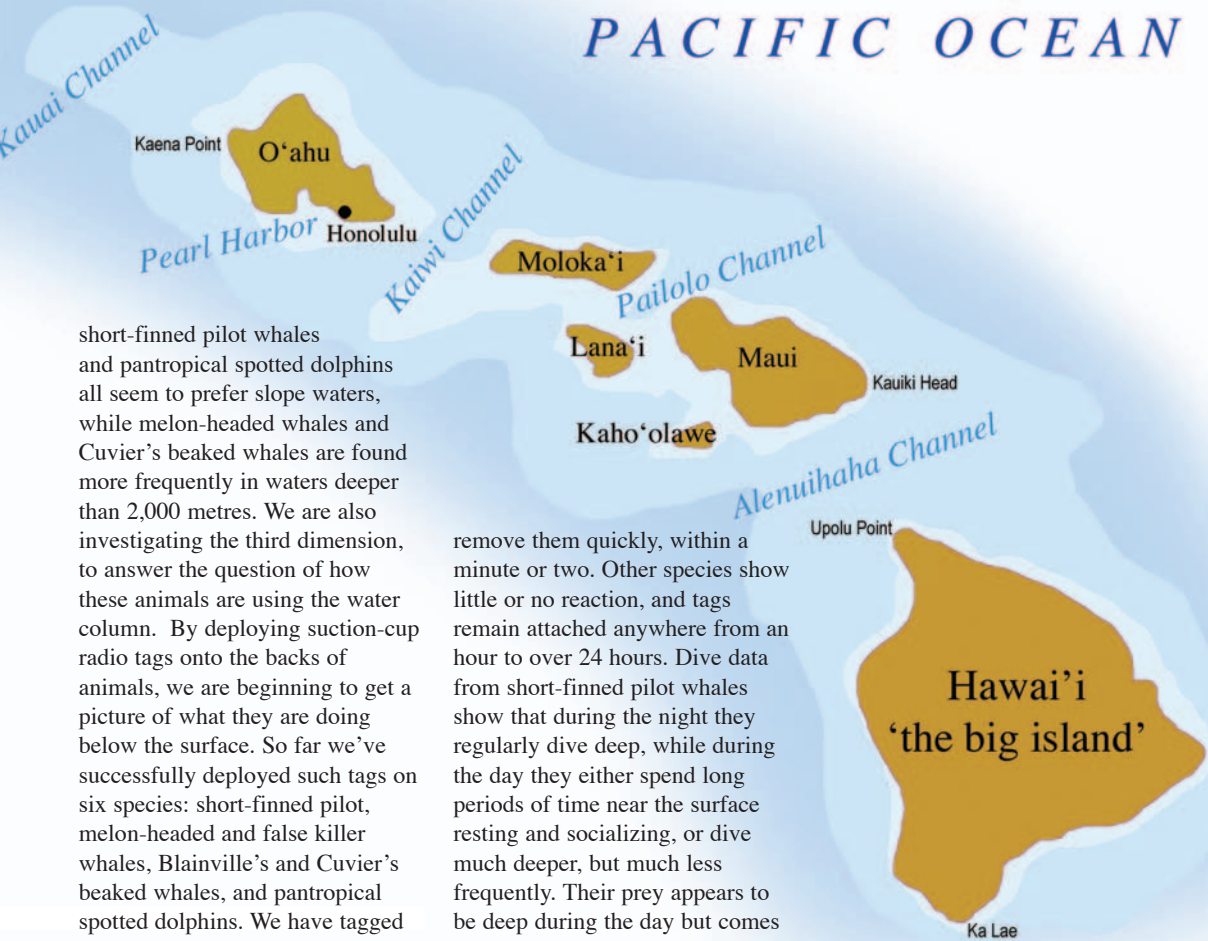 PACIFIC OCEAN
Kauai Channel
Kaena Point
O‘ahu
Pearl Harbor
Honolulu
Kaiwi Channel
Moloka‘i
Pailolo Channel
Lana‘i
Maui
Kauiki Head
Kaho‘olawe
Alenuihaha Channel
Upolu Point
Hawai’i
‘the big island’
Ka Lae
short-finned pilot whales
and pantropical spotted dolphins
all seem to prefer slope waters,
while melon-headed whales and
Cuvier’s beaked whales are found
more frequently in waters deeper
than 2,000 metres. We are also
investigating the third dimension,
to answer the question of how
these animals are using the water
column. By deploying suction-cup
radio tags onto the backs of
animals, we are beginning to get a
picture of what they are doing
below the surface. So far we’ve
successfully deployed such tags on
six species: short-finned pilot,
melon-headed and false killer
whales, Blainville’s and Cuvier’s
beaked whales, and pantropical
spotted dolphins. We have tagged
remove them quickly, within a
minute or two. Other species show
little or no reaction, and tags
remain attached anywhere from an
hour to over 24 hours. Dive data
from short-finned pilot whales
show that during the night they
regularly dive deep, while during
the day they either spend long
periods of time near the surface
resting and socializing, or dive
much deeper, but much less
frequently. Their prey appears to
be deep during the day but comes